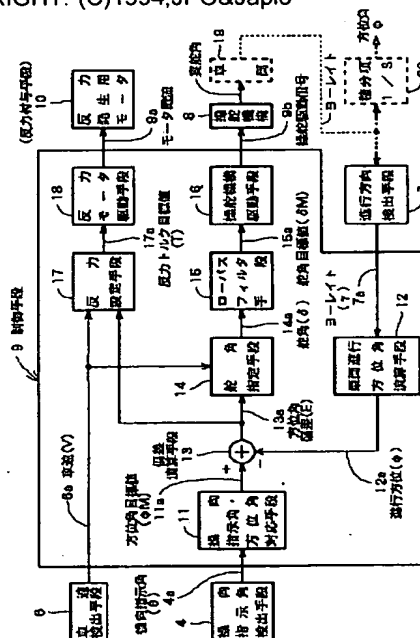 RIGHT: (C)1994,JPO&Japio
9 制御手段
6
車速
検出手段
6a 車速(V)
操向指示角(θ)
4a
4
操向
指示角
検出手段
11
操向
指示角・
方位角
対応手段
方位角目標値
(φM)
11a
偏差
演算手段
13
+
−
13a
方位角
偏差(E)
12a
進行方位(φ)
14
舵角
指定手段
14a
舵角(δ)
15
ローパス
フィルタ
手段
15a
舵角目標値(δM)
16
操舵機構
駆動手段
9b
操舵駆動信号
8
操舵機構
実舵角
19
車両
17
反力
設定手段
17a
反力トルク目標値
(T)
18
反力
モータ
駆動手段
9a
モータ電流
10
反力
発生用
モータ
(反力付与手段)
ヨーレイト
積分項
1/S
方位角
φ
7
進行方向
検出手段
ヨーレイト(γ)
7a
12
車両進行
方位角
演算手段